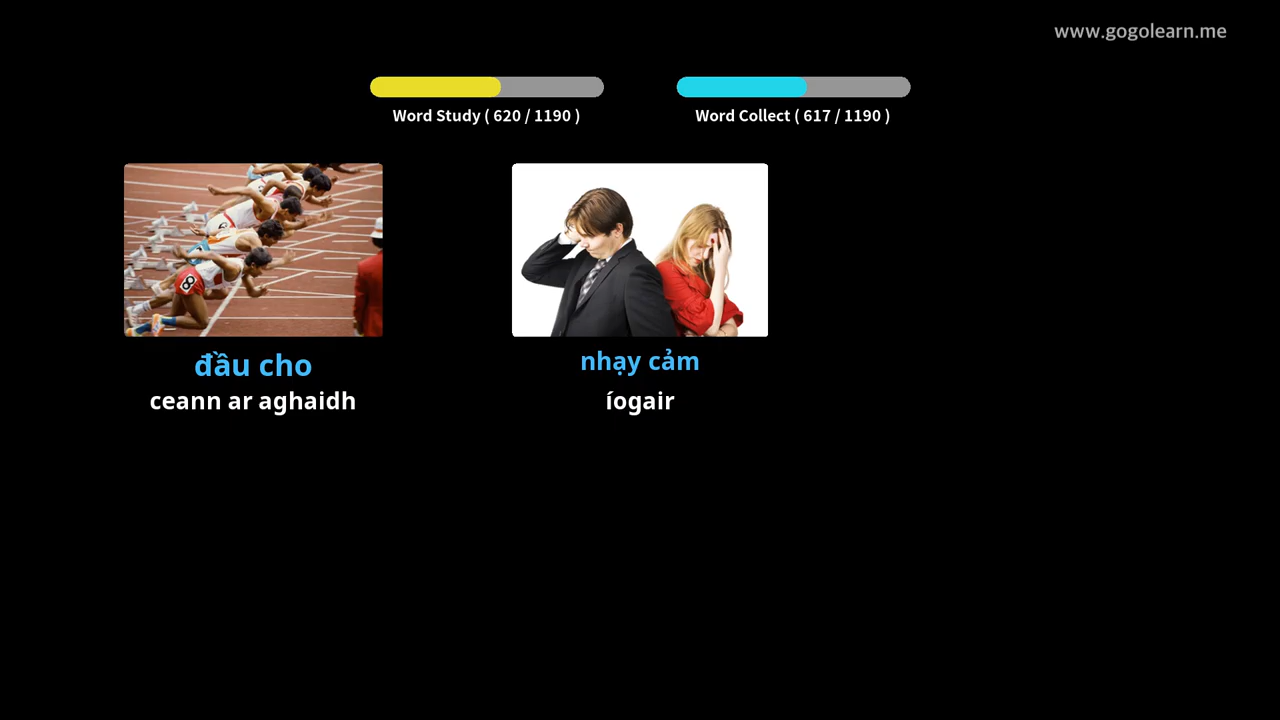 www.gogolearn.me
Word Study ( 620 / 1190 )
Word Collect ( 617 / 1190 )
đầu cho
ceann ar aghaidh
nhạy cảm
íogair